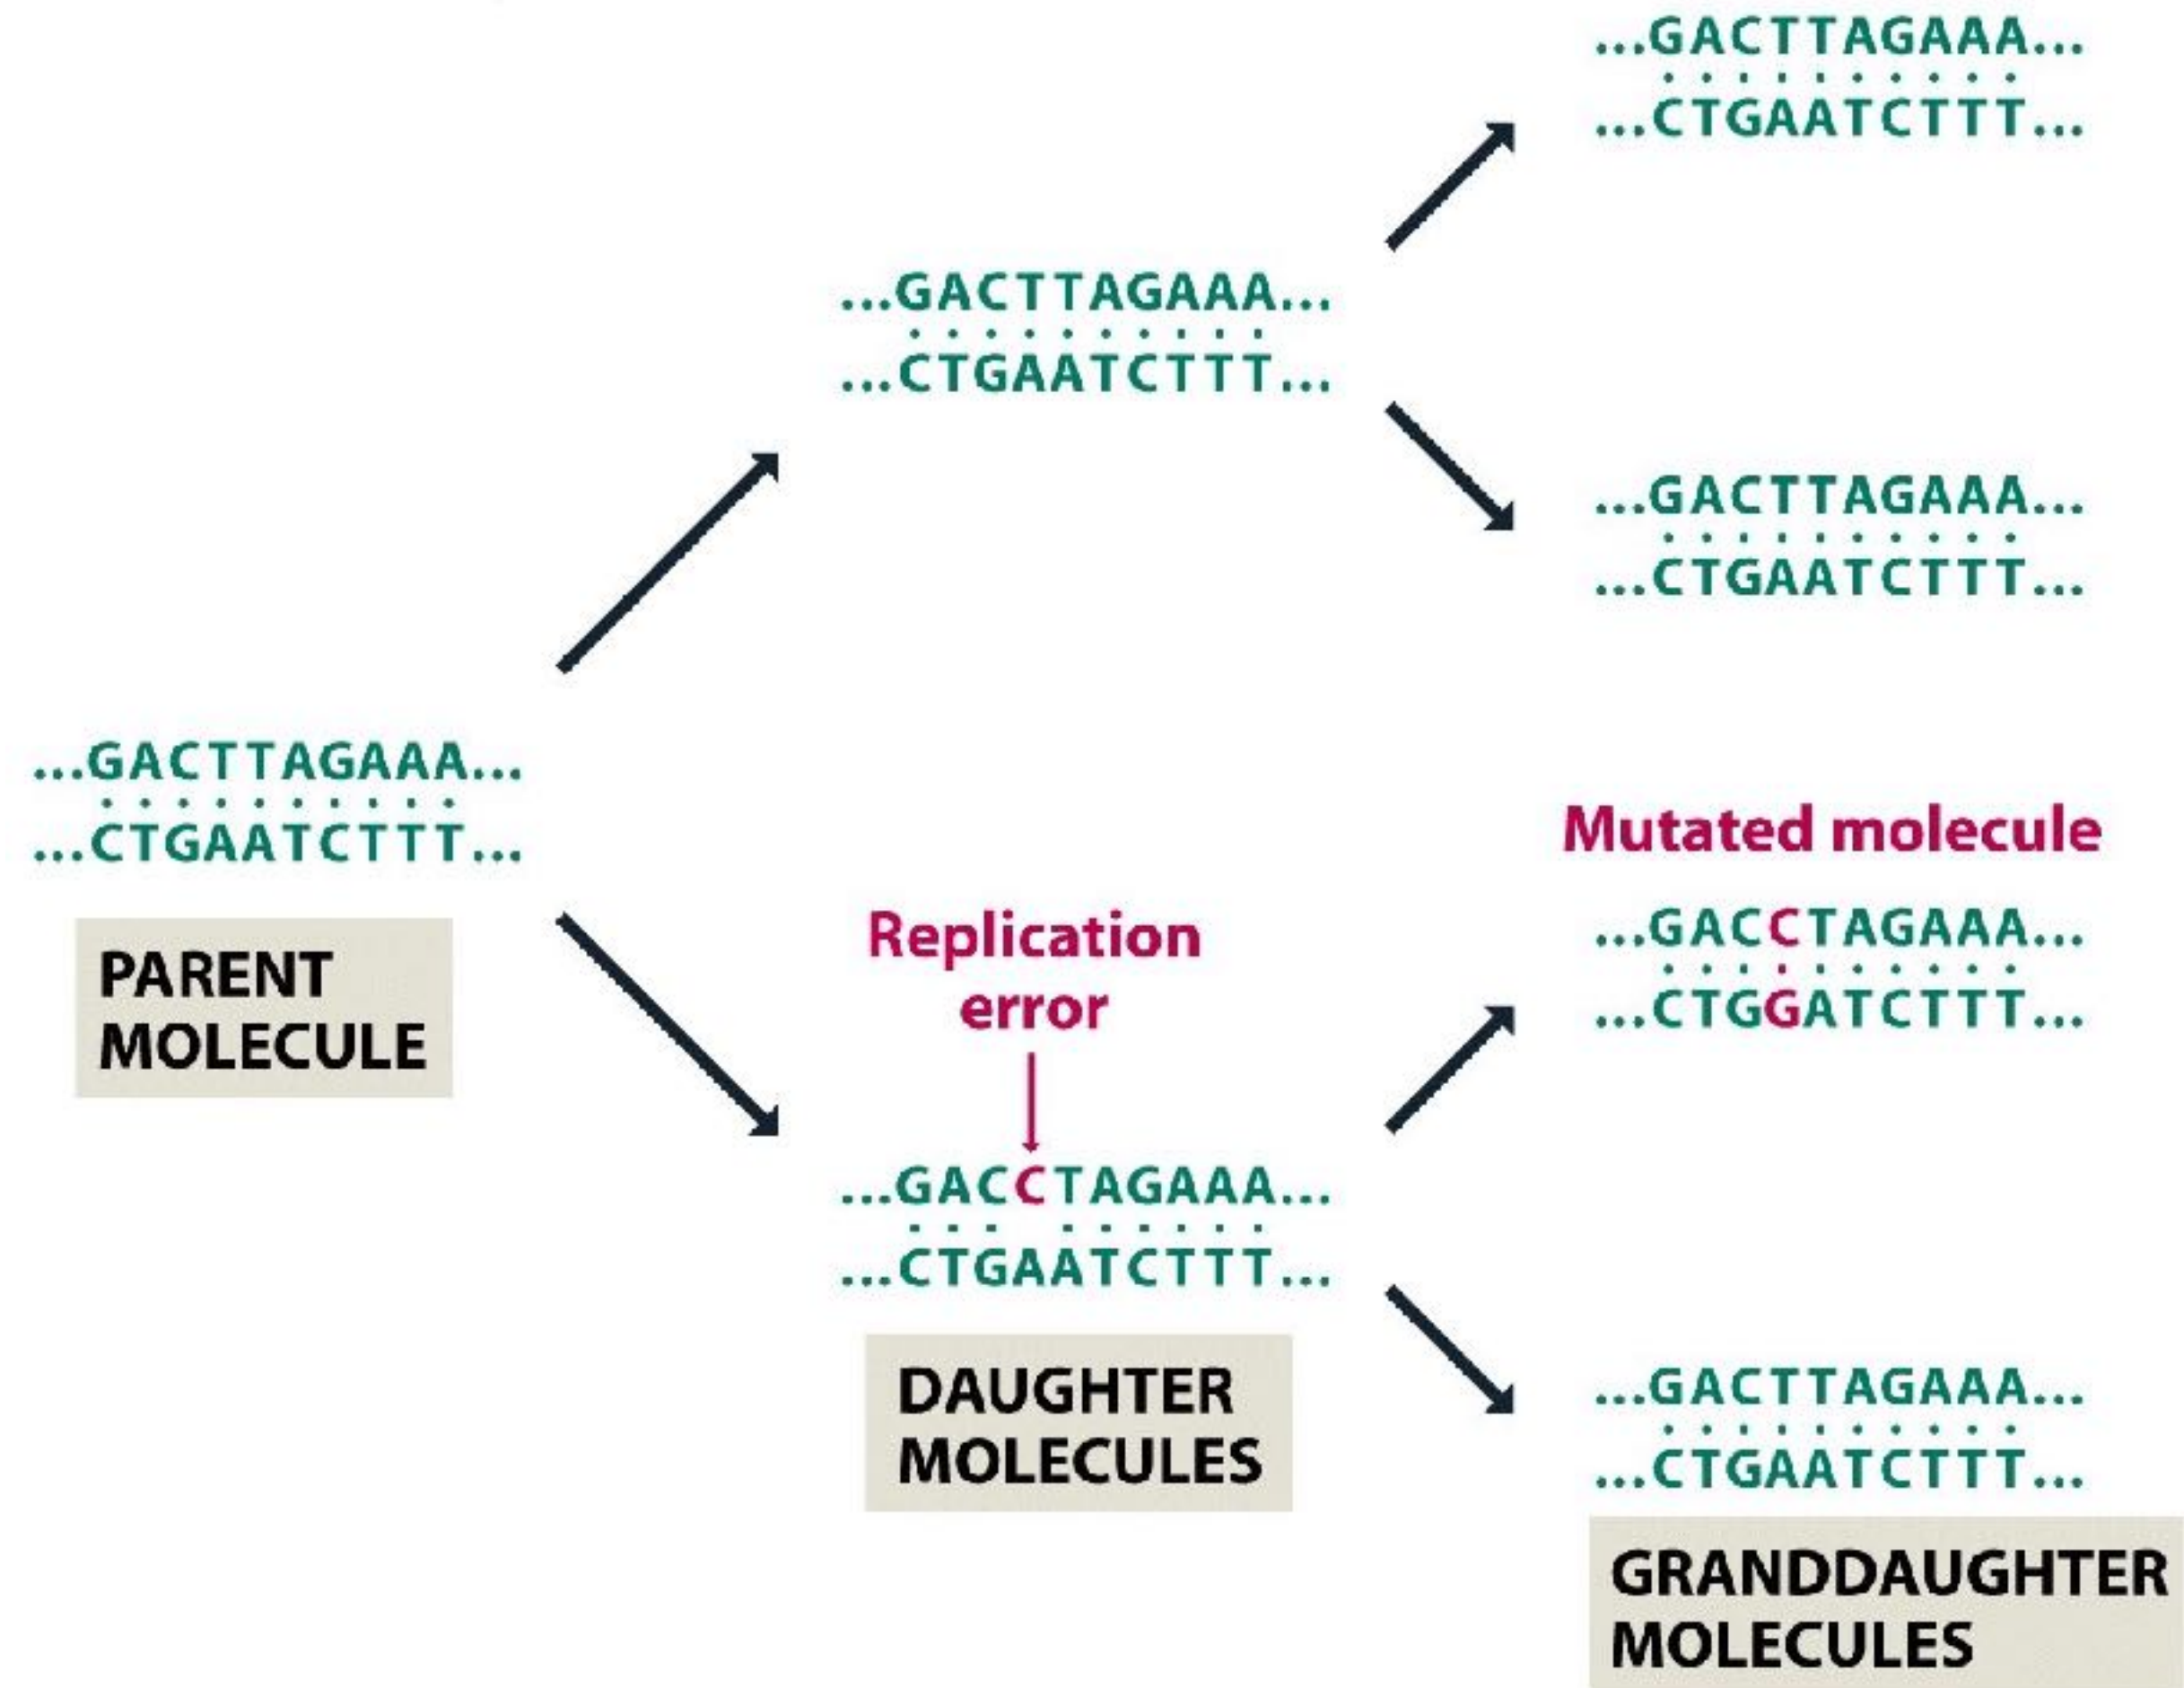 ...GACTTAGAAA...
...CTGAATCTTT...
...GACTTAGAAA...
...CTGAATCTTT...
...GACTTAGAAA...
...CTGAATCTTT...
...GACTTAGAAA...
...CTGAATCTTT...
PARENT
MOLECULE
Replication
error
...GACCTAGAAA...
...CTGAATCTTT...
DAUGHTER
MOLECULES
Mutated molecule
...GACCTAGAAA...
...CTGGATCTTT...
...GACTTAGAAA...
...CTGAATCTTT...
GRANDDAUGHTER
MOLECULES